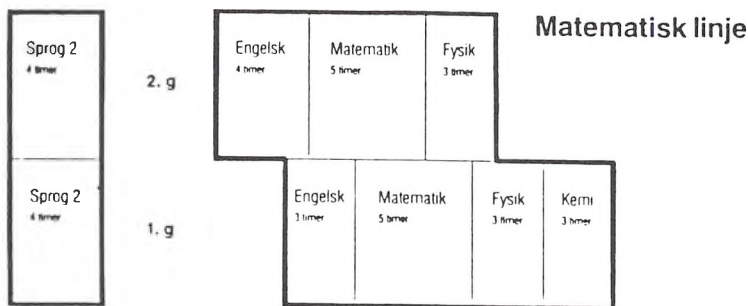 Matematisk linje
Sprog 2
4 timer
2. g
Engelsk
4 timer
Matematik
5 timer
Fysik
3 timer
Sprog 2
4 timer
1. g
Engelsk
3 timer
Matematik
5 timer
Fysik
3 timer
Kemi
3 timer